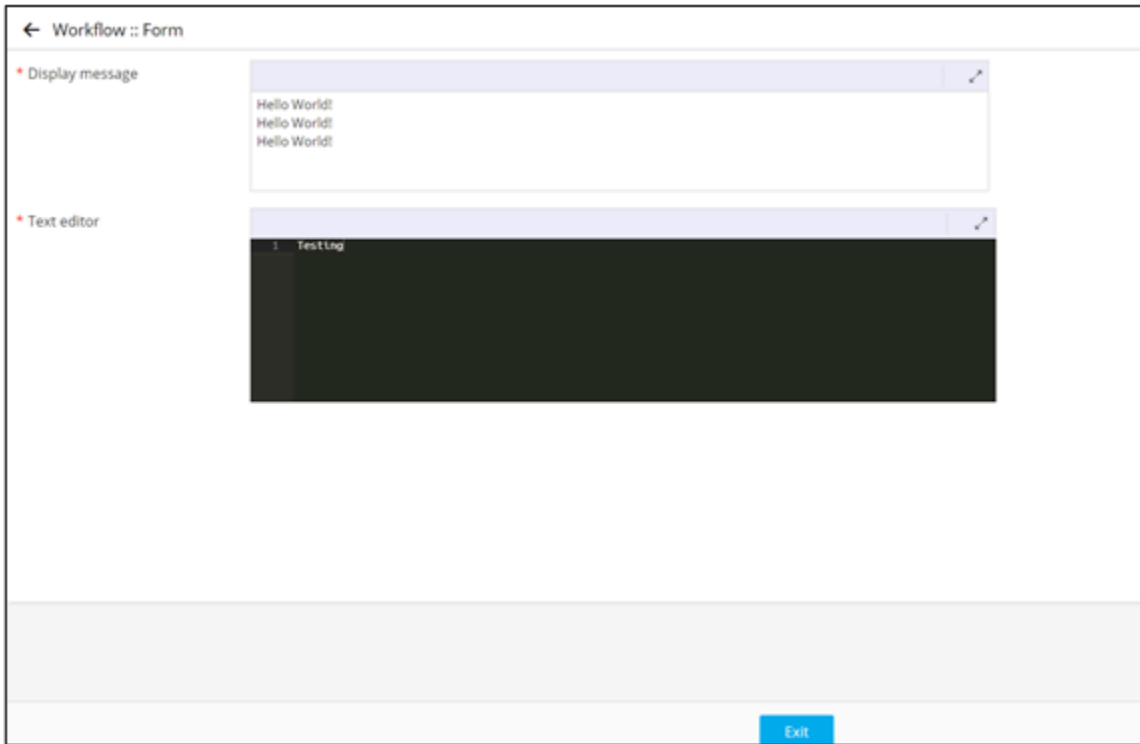 ← Workflow :: Form
* Display message
Hello World!
Hello World!
Hello World!
* Text editor
1 Testing
Exit